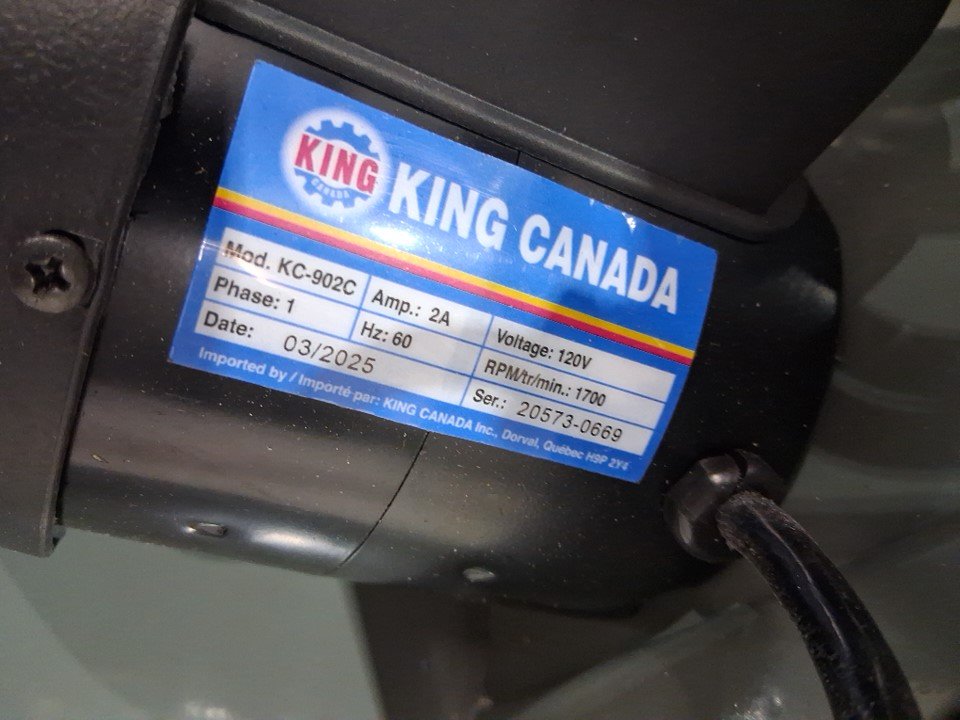 KING
CANADA
KING CANADA
Mod. KC-902C
Amp.: 2A
Voltage: 120V
Phase: 1
Hz: 60
RPM/tr/min.: 1700
Date: 03/2025
Ser.: 20573-0669
Imported by / Importé par: KING CANADA Inc., Dorval, Québec H9P 2Y4